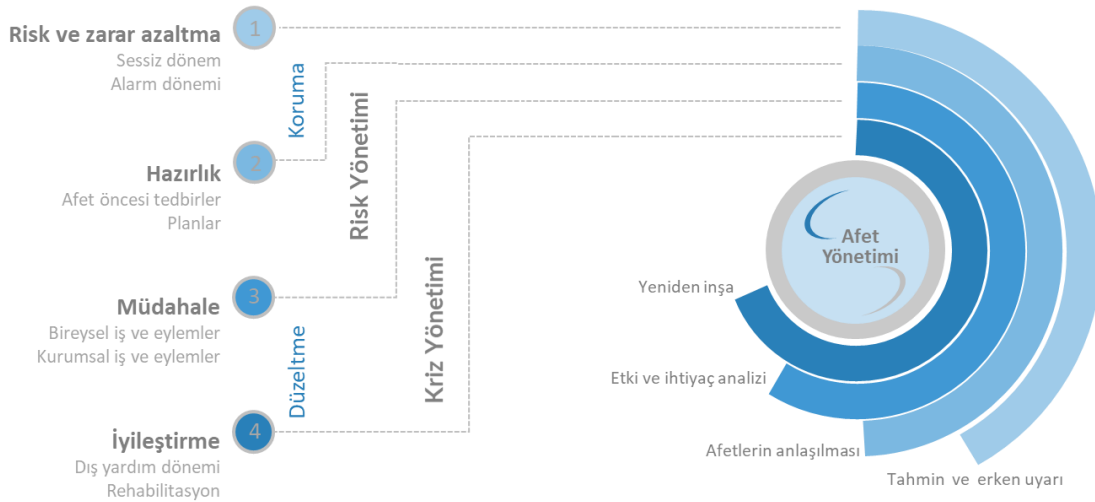 1
Risk ve zarar azaltma
Sessiz dönem
Alarm dönemi
2
Hazırlık
Afet öncesi tedbirler
Planlar
3
Müdahale
Bireysel iş ve eylemler
Kurumsal iş ve eylemler
4
İyileştirme
Dış yardım dönemi
Rehabilitasyon
Koruma
Düzeltme
Risk Yönetimi
Kriz Yönetimi
Afet
Yönetimi
Yeniden inşa
Etki ve ihtiyaç analizi
Afetlerin anlaşılması
Tahmin ve erken uyarı